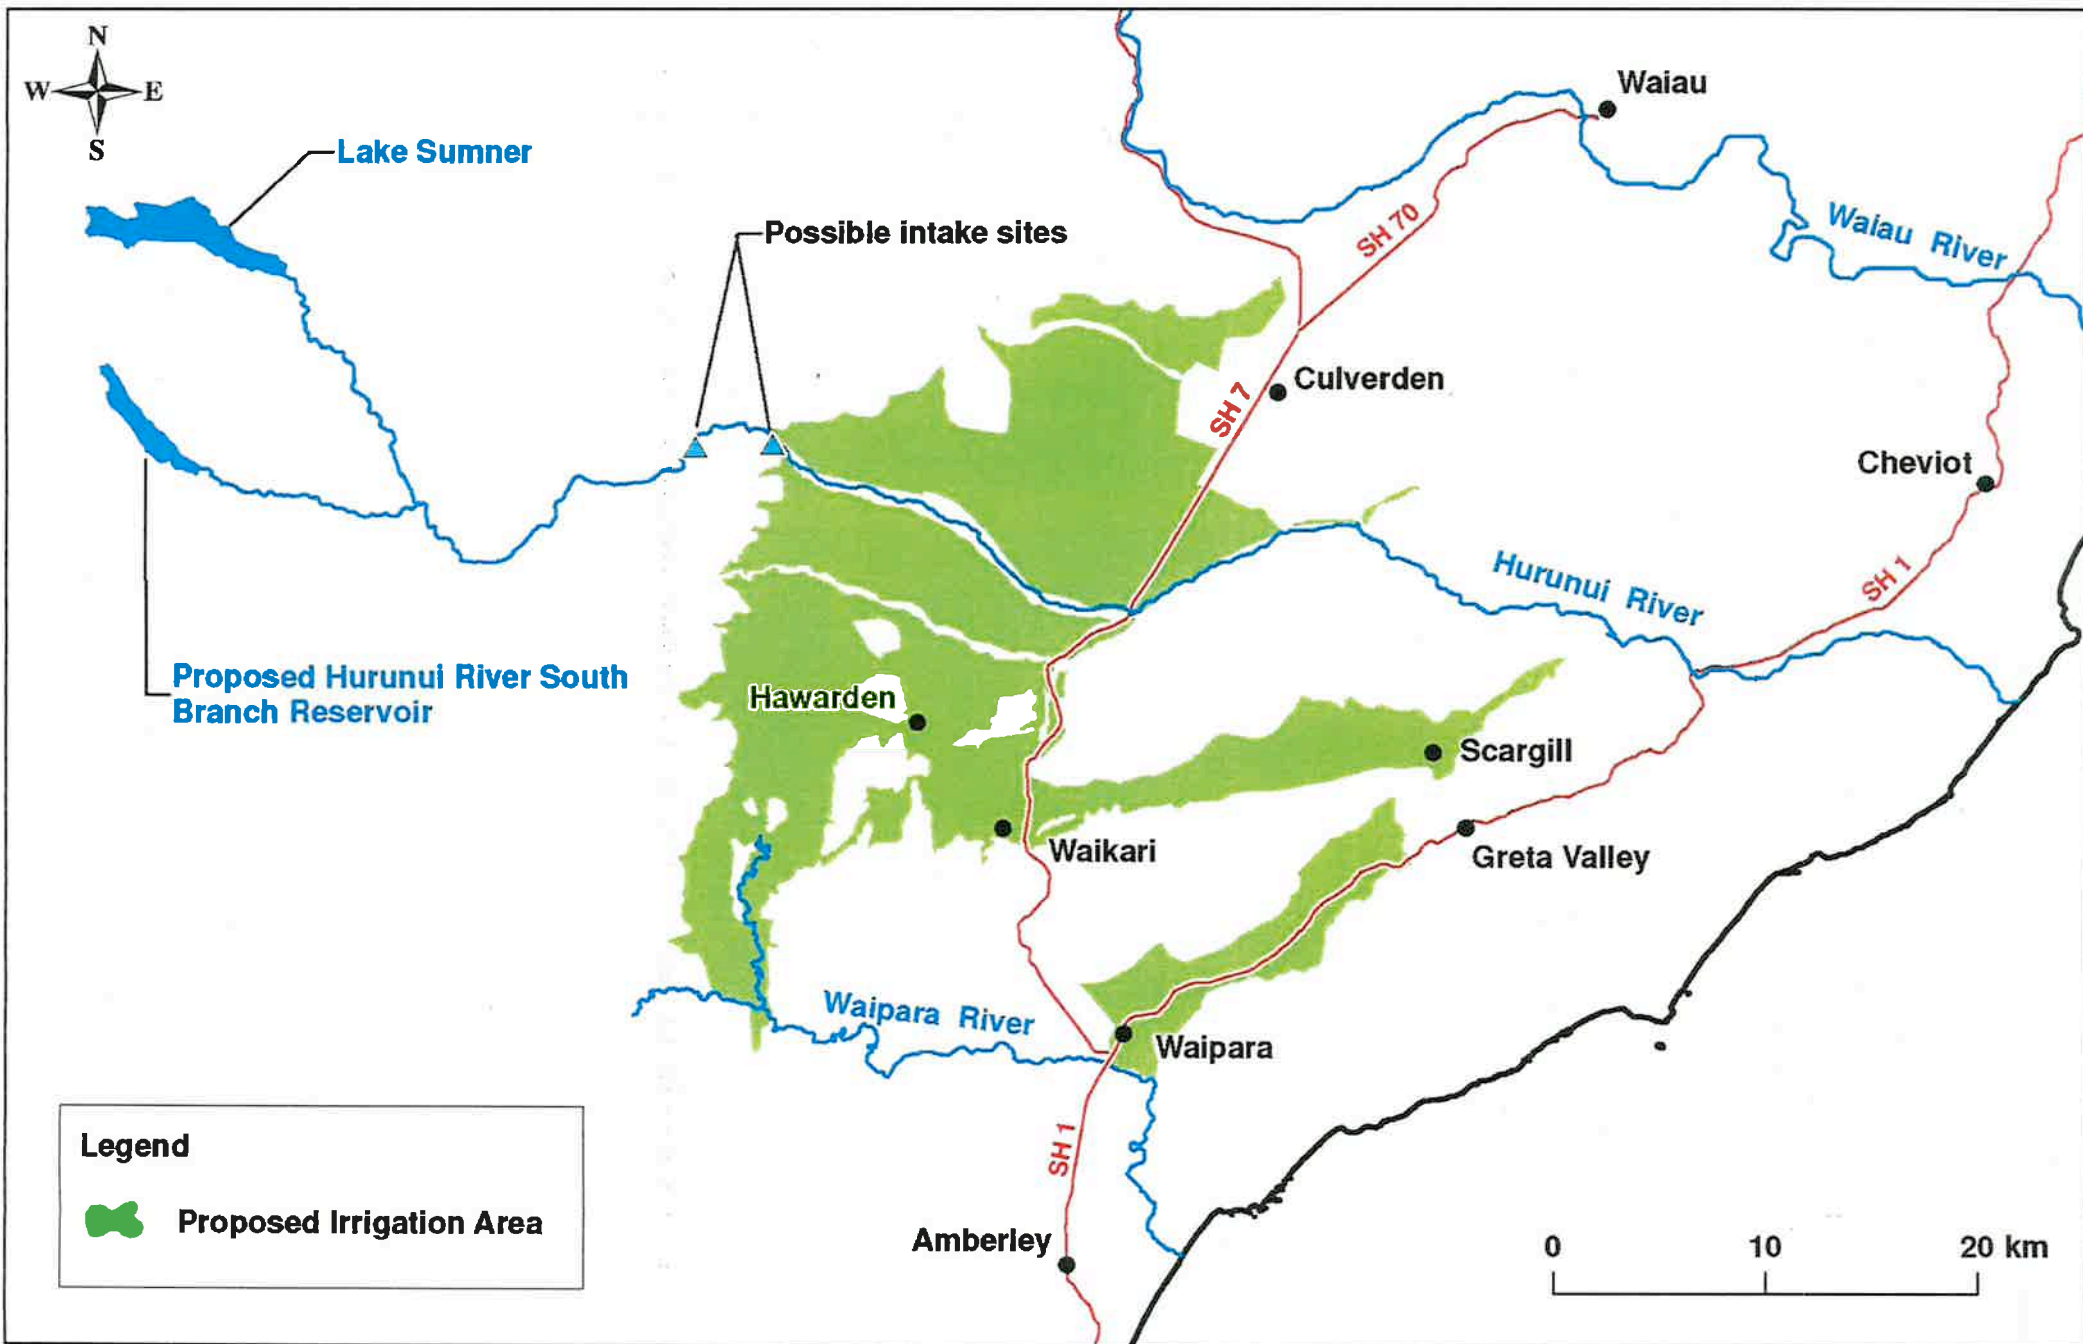 N
W E
S
Lake Sumner
Waiau
Possible intake sites
SH 70
Waiau River
Culverden
SH 7
Cheviot
Hurunui River
SH 1
Proposed Hurunui River South
Branch Reservoir
Hawarden
Scargill
Waikari
Greta Valley
Waipara River
Waipara
Legend
Proposed Irrigation Area
SH 1
Amberley
0 10 20 km